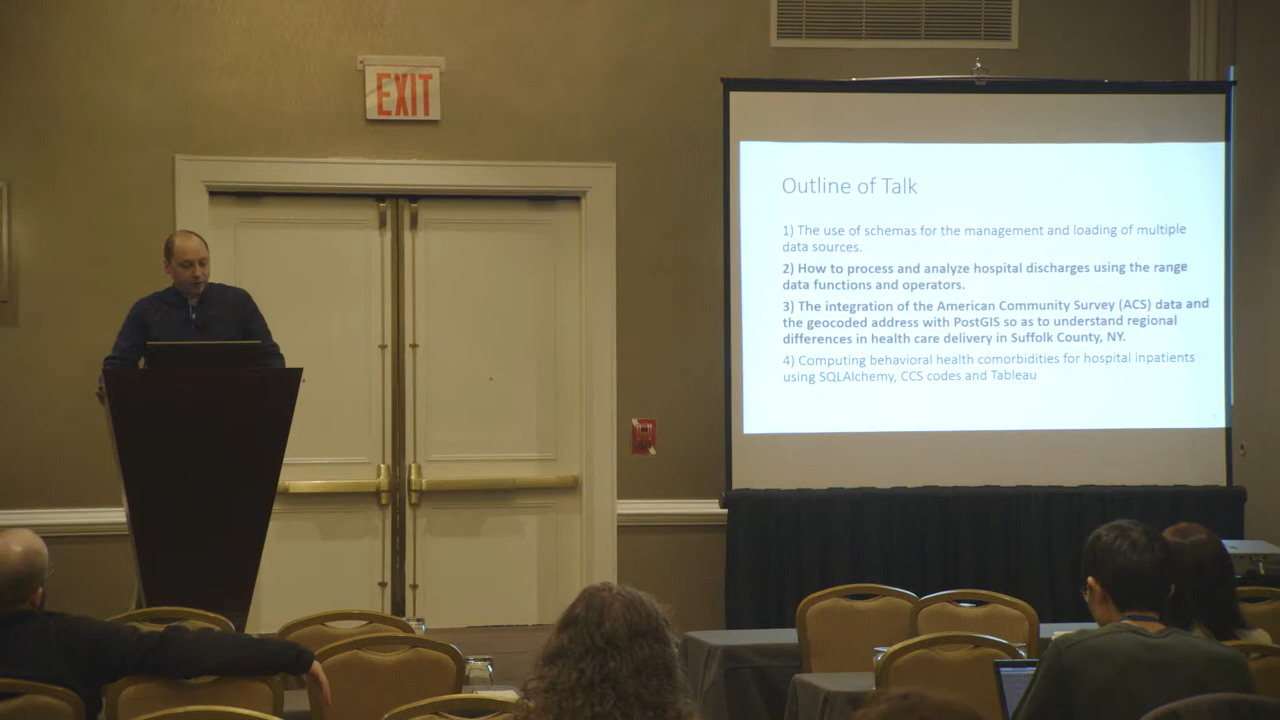 EXIT
Outline of Talk
1) The use of schemas for the management and loading of multiple
data sources.
2) How to process and analyze hospital discharges using the range
data functions and operators.
3) The integration of the American Community Survey (ACS) data and
the geocoded address with PostGIS so as to understand regional
differences in health care delivery in Suffolk County, NY.
4) Computing behavioral health comorbidities for hospital inpatients
using SQLAlchemy, CCS codes and Tableau